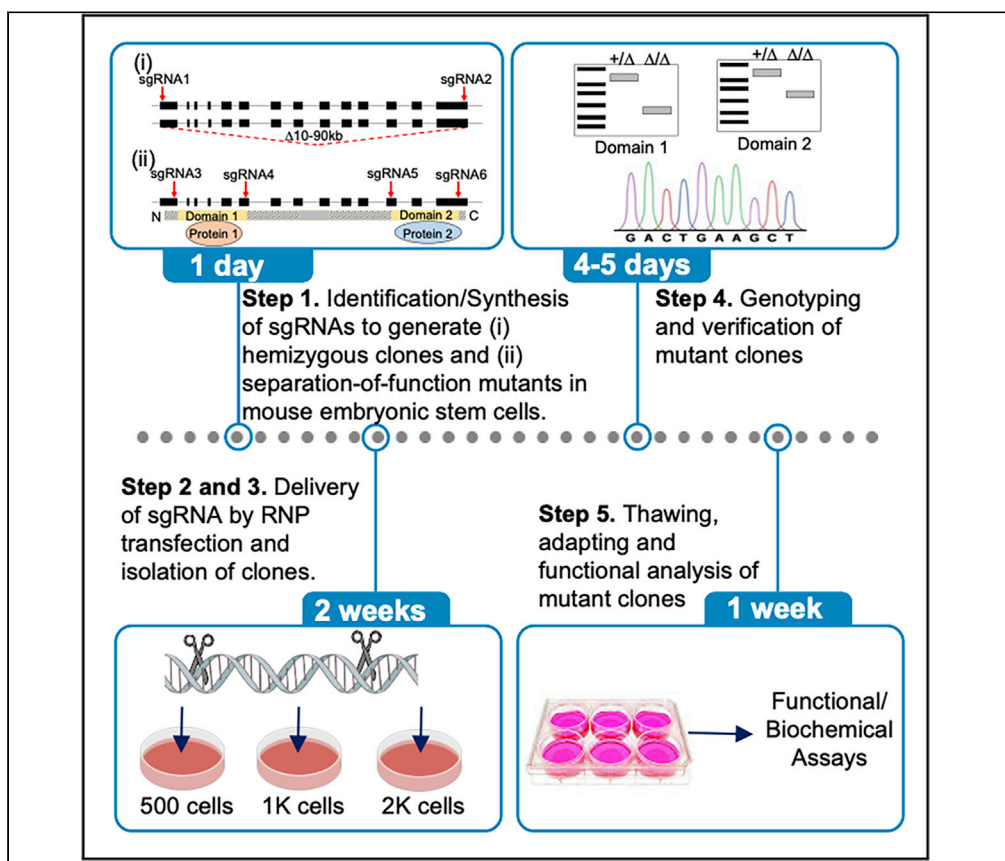 (i)
sgRNA1
sgRNA2
Δ10-90kb
(ii)
sgRNA3
sgRNA4
sgRNA5
sgRNA6
N
Domain 1
Domain 2
C
Protein 1
Protein 2
1 day
+/Δ Δ/Δ
+/Δ Δ/Δ
Domain 1
Domain 2
G A C T G A A G C T
4-5 days
Step 1. Identification/Synthesis
of sgRNAs to generate (i)
hemizygous clones and (ii)
separation-of-function mutants in
mouse embryonic stem cells.
Step 4. Genotyping
and verification of
mutant clones
Step 2 and 3. Delivery
of sgRNA by RNP
transfection and
isolation of clones.
2 weeks
500 cells
1K cells
2K cells
Step 5. Thawing,
adapting and
functional analysis of
mutant clones
1 week
Functional/
Biochemical
Assays